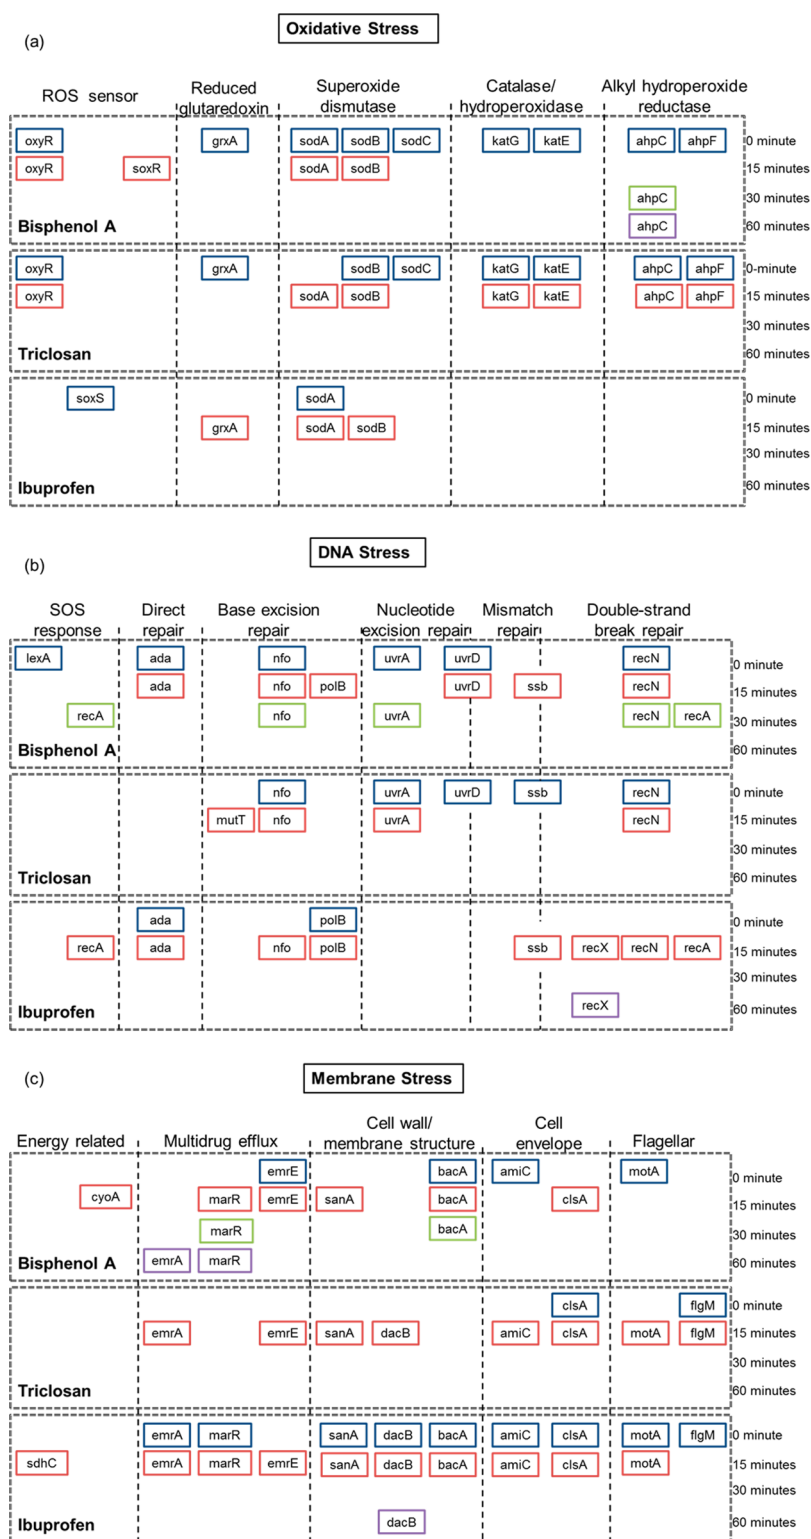 (a)
Oxidative Stress
ROS sensor Reduced glutaredoxin Superoxide dismutase Catalase/ hydroperoxidase Alkyl hydroperoxide reductase
oxyR grxA sodA sodB sodC katG katE ahpC ahpF 0 minute
oxyR soxR sodA sodB 15 minutes
ahpC 30 minutes
Bisphenol A ahpC 60 minutes
oxyR grxA sodB sodC katG katE ahpC ahpF 0-minute
oxyR sodA sodB katG katE ahpC ahpF 15 minutes
30 minutes
Triclosan 60 minutes
soxS sodA 0 minute
grxA sodA sodB 15 minutes
30 minutes
Ibuprofen 60 minutes
(b)
DNA Stress
SOS response Direct repair Base excision repair Nucleotide excision repair Mismatch repair Double-strand break repair
lexA ada nfo uvrA uvrD recN 0 minute
ada nfo polB uvrD ssb recN 15 minutes
recA nfo uvrA recN recA 30 minutes
Bisphenol A 60 minutes
nfo uvrA uvrD ssb recN 0 minute
mutT nfo uvrA recN 15 minutes
30 minutes
Triclosan 60 minutes
ada polB 0 minute
recA ada nfo polB ssb recX recN recA 15 minutes
30 minutes
Ibuprofen recX 60 minutes
(c)
Membrane Stress
Energy related Multidrug efflux Cell wall/ membrane structure Cell envelope Flagellar
emrE bacA amiC motA 0 minute
cyoA marR emrE sanA bacA clsA 15 minutes
marR bacA 30 minutes
Bisphenol A emrA marR 60 minutes
clsA flgM 0 minute
emrA emrE sanA dacB amiC clsA motA flgM 15 minutes
30 minutes
Triclosan 60 minutes
emrA marR sanA dacB bacA amiC clsA motA flgM 0 minute
sdhC emrA marR emrE sanA dacB bacA amiC clsA motA 15 minutes
30 minutes
Ibuprofen dacB 60 minutes